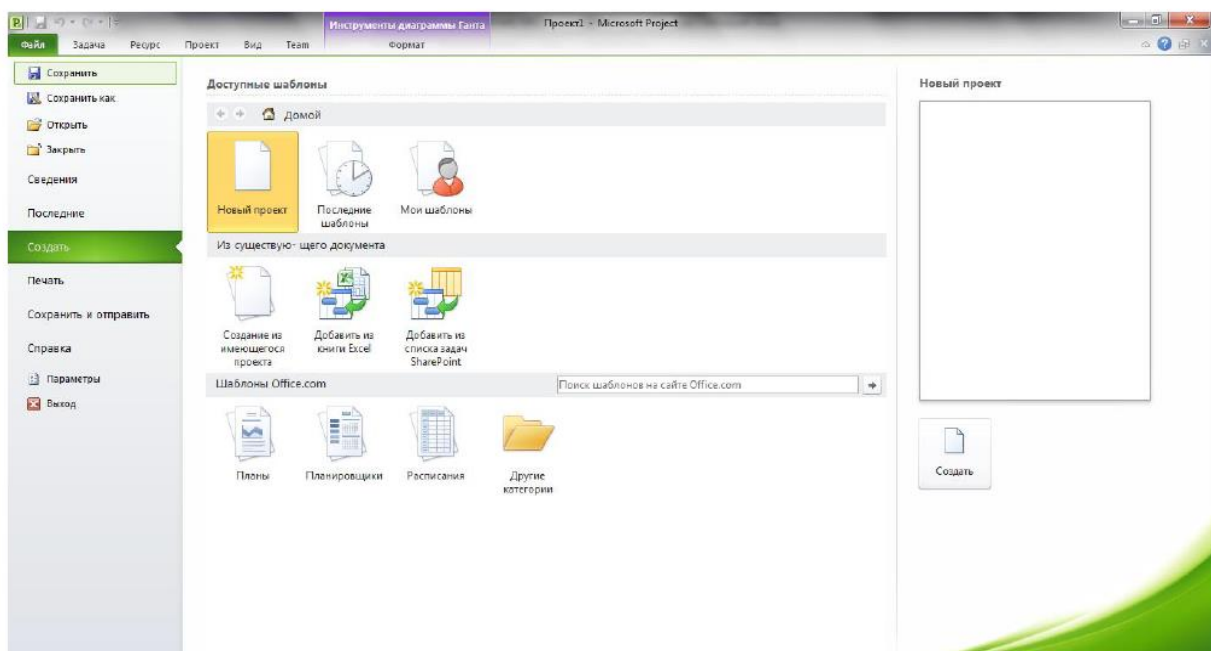 Инструменты диаграммы Ганта
Проект1 - Microsoft Project
Файл Задача Ресурс Проект Вид Team Формат
Сохранить
Сохранить как
Открыть
Закрыть
Сведения
Последние
Создать
Печать
Сохранить и отправить
Справка
Параметры
Выход
Доступные шаблоны
Домой
Новый проект
Последние
шаблоны
Мои шаблоны
Из существую- щего документа
Создание из
имеющегося
проекта
Добавить из
книги Excel
Добавить из
списка задач
SharePoint
Шаблоны Office.com
Поиск шаблонов на сайте Office.com
Планы
Планировщики
Расписания
Другие
категории
Новый проект
Создать